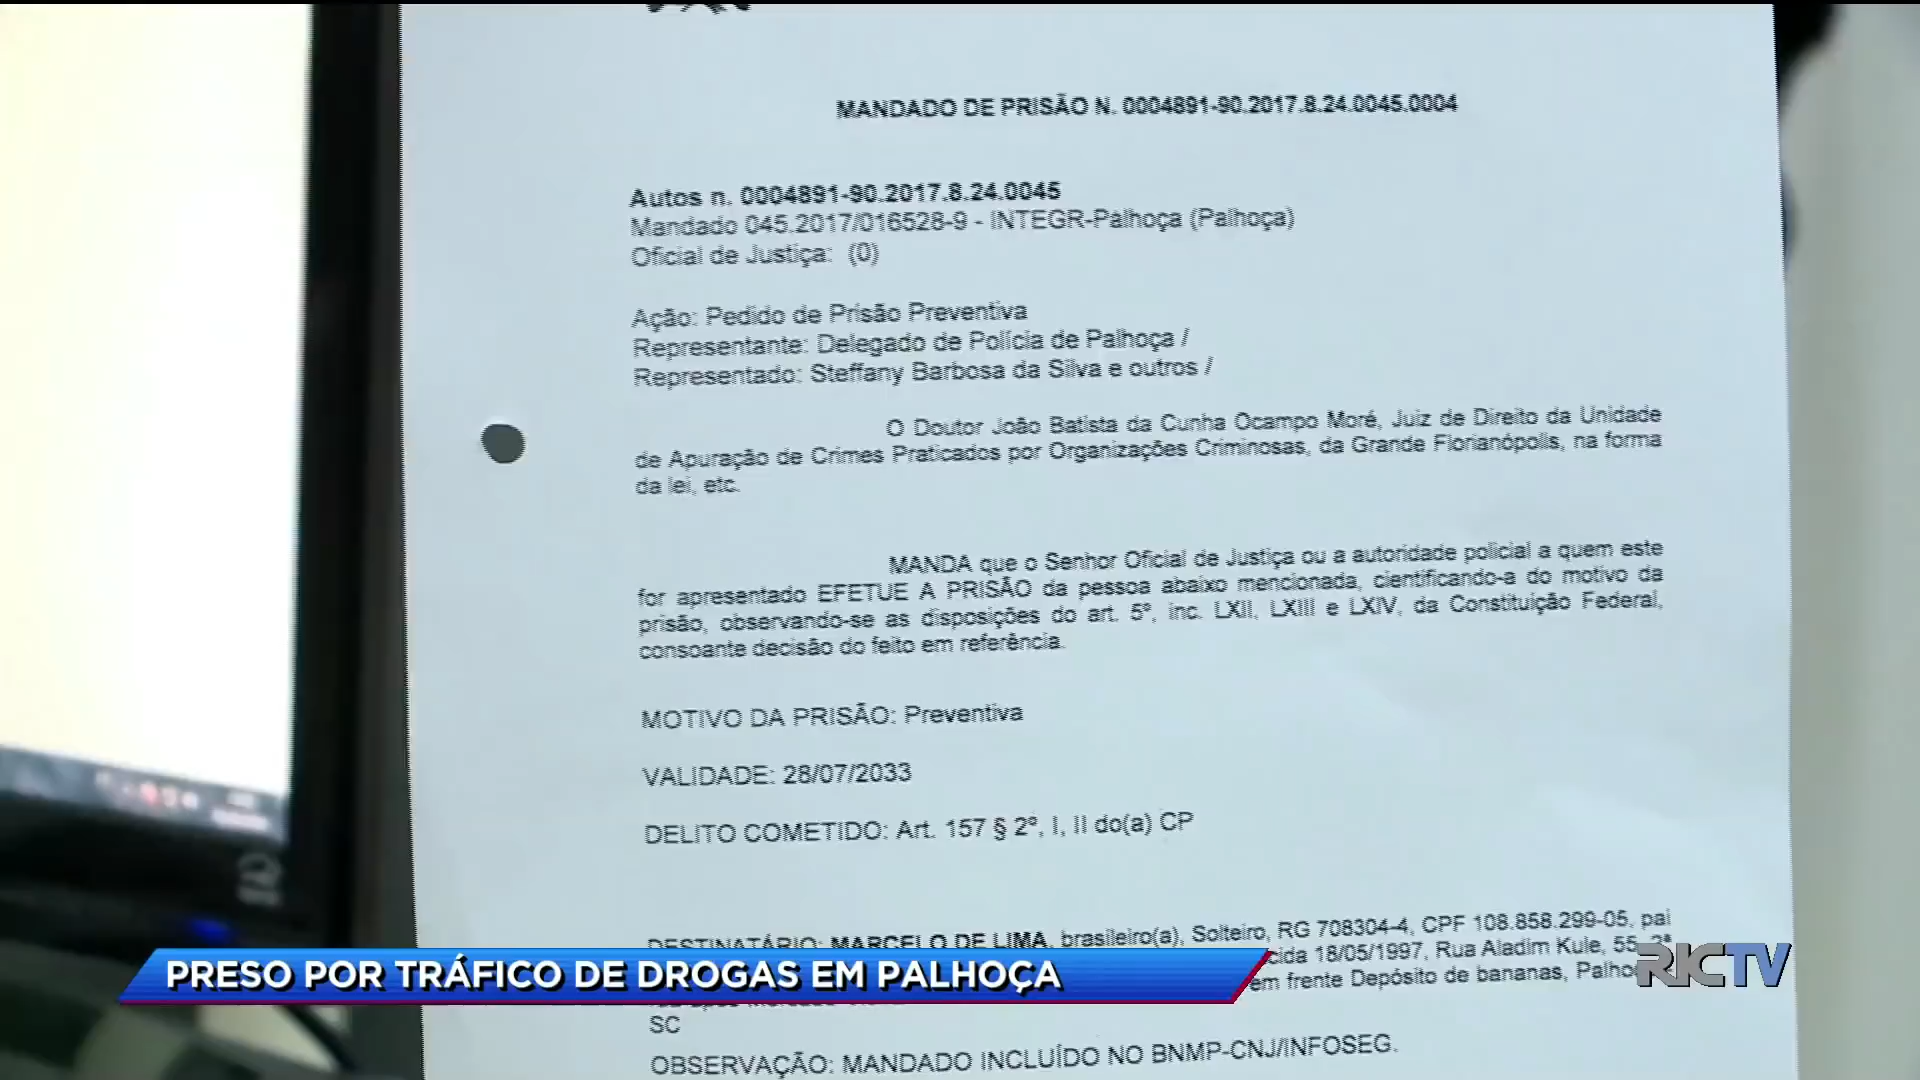 MANDADO DE PRISÃO N. 0004891-90.2017.8.24.0045.0004
Autos n. 0004891-90.2017.8.24.0045
Mandado 045.2017/016528-9 - INTEGR-Palhoça (Palhoça)
Oficial de Justiça: (0)
Ação: Pedido de Prisão Preventiva
Representante: Delegado de Polícia de Palhoça /
Representado: Steffany Barbosa da Silva e outros /
O Doutor João Batista da Cunha Ocampo Moré, Juiz de Direito da Unidade
de Apuração de Crimes Praticados por Organizações Criminosas, da Grande Florianópolis, na forma
da lei, etc.
MANDA que o Senhor Oficial de Justiça ou a autoridade policial a quem este
for apresentado EFETUE A PRISÃO da pessoa abaixo mencionada, cientificando-a do motivo da
prisão, observando-se as disposições do art. 5º, inc. LXII, LXIII e LXIV, da Constituição Federal,
consoante decisão do feito em referência.
MOTIVO DA PRISÃO: Preventiva
VALIDADE: 28/07/2033
DELITO COMETIDO: Art. 157 § 2º, I, II do(a) CP
DESTINATÁRIO: MARCELO DE LIMA, brasileiro(a), Solteiro, RG 708304-4, CPF 108.858.299-05, pai
18/05/1997, Rua Aladim Kule, 55, 2ª
em frente Depósito de bananas,
SC
OBSERVAÇÃO: MANDADO INCLUÍDO NO BNMP-CNJ/INFOSEG.
PRESO POR TRÁFICO DE DROGAS EM PALHOÇA
RICTV